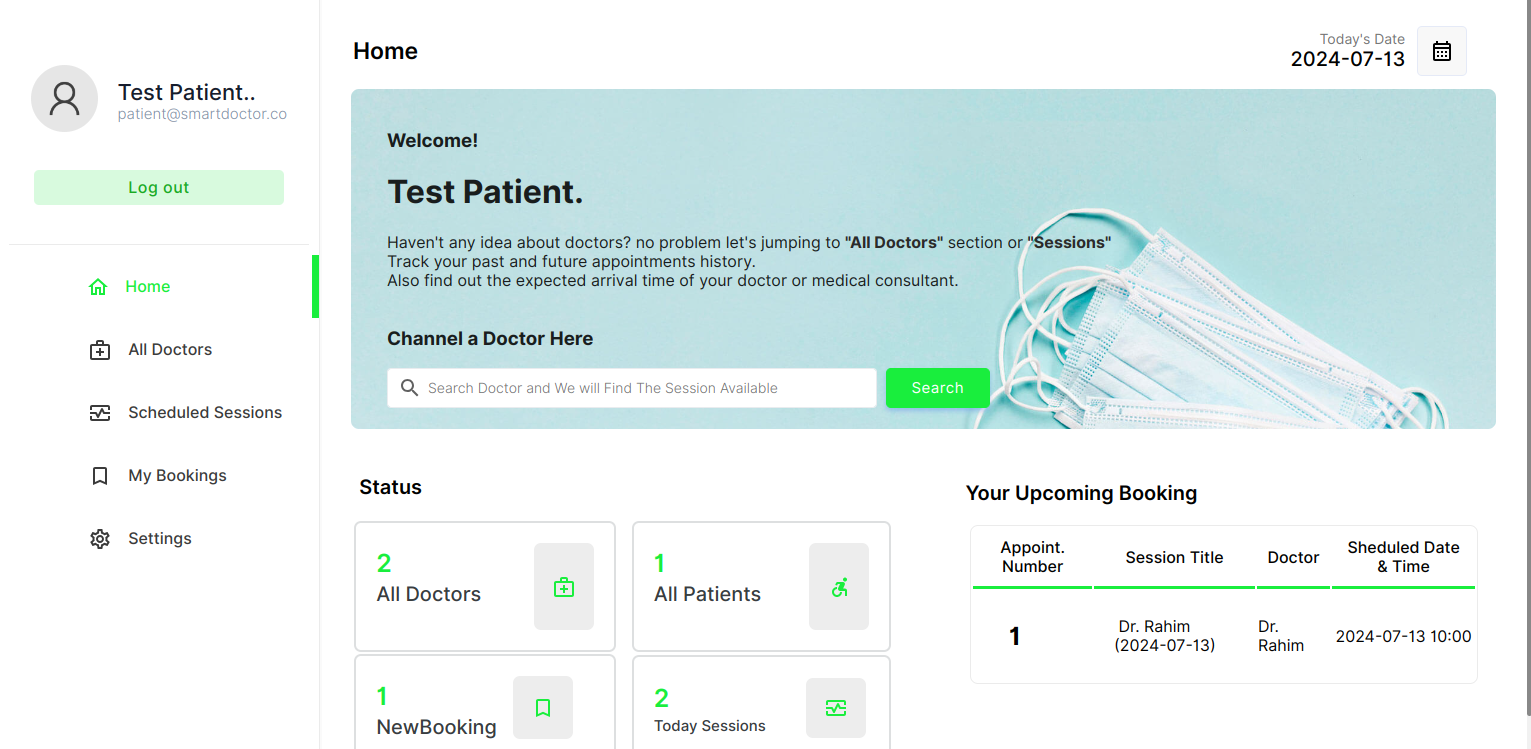 Test Patient..
patient@smartdoctor.co
Log out
Home
All Doctors
Scheduled Sessions
My Bookings
Settings
Home
Today's Date
2024-07-13
Welcome!
Test Patient.
Haven't any idea about doctors? no problem let's jumping to "All Doctors" section or "Sessions"
Track your past and future appointments history.
Also find out the expected arrival time of your doctor or medical consultant.
Channel a Doctor Here
Search Doctor and We will Find The Session Available
Search
Status
2
All Doctors
1
All Patients
1
NewBooking
2
Today Sessions
Your Upcoming Booking
Appoint.
Number
Session Title
Doctor
Sheduled Date
& Time
1
Dr. Rahim
(2024-07-13)
Dr.
Rahim
2024-07-13 10:00